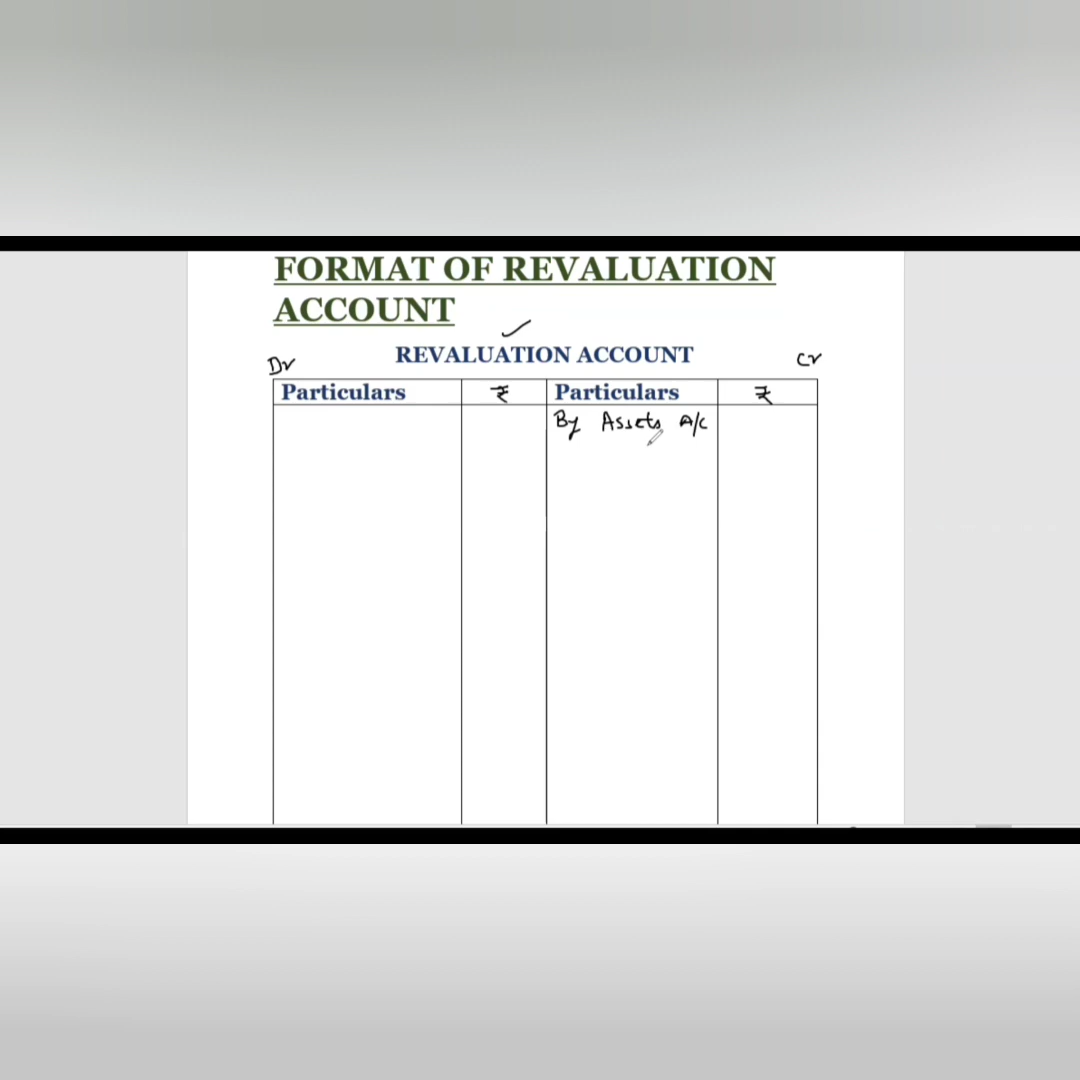 FORMAT OF REVALUATION
ACCOUNT
REVALUATION ACCOUNT
Dr
Cr
Particulars ₹ Particulars ₹
By Assets A/c